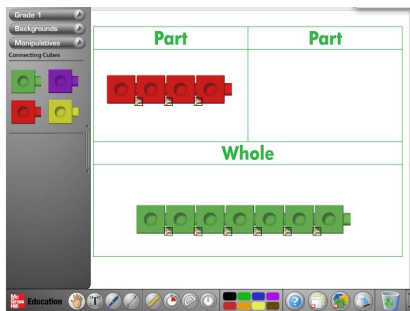 Grade 1
Backgrounds
Manipulatives
Connecting Cubes
Part
Part
Whole
Mc
Graw
Hill
Education
T